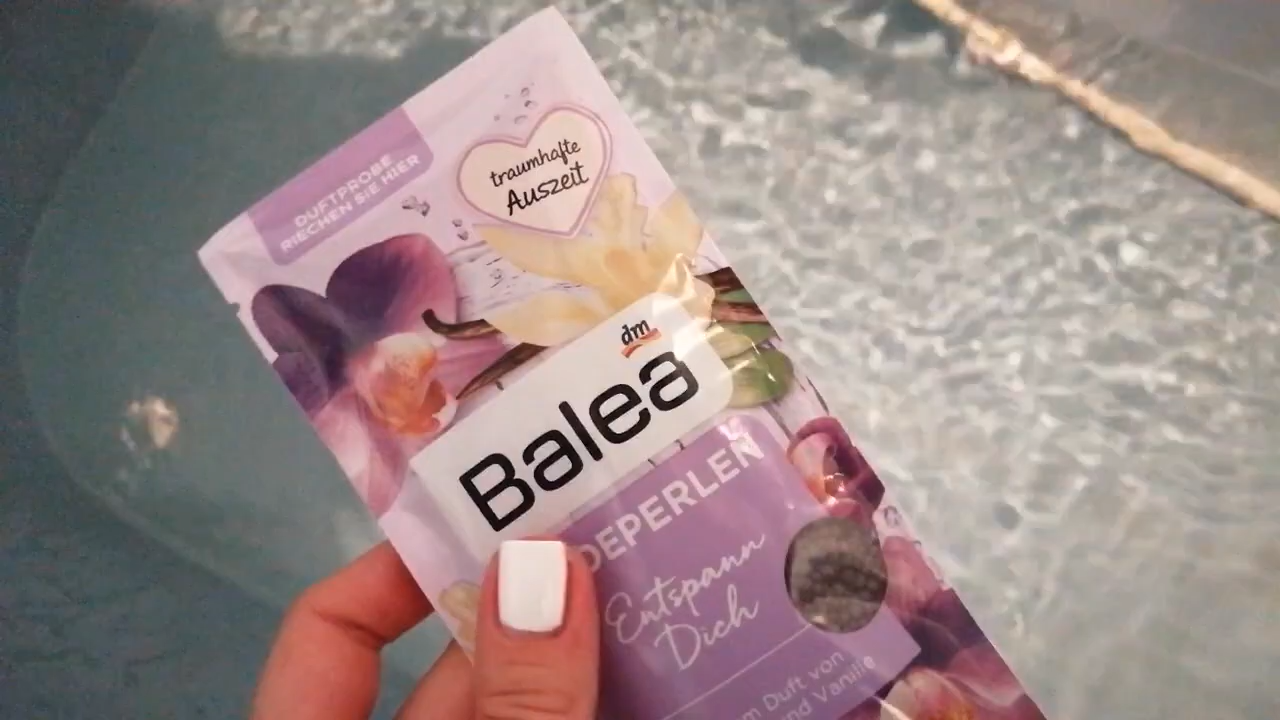 DUFTPROBE
RIECHEN SIE HIER
traumhafte
Auszeit
dm
Balea
DEPERLEN
Entspann
Dich
m Duft von
nd Vanille